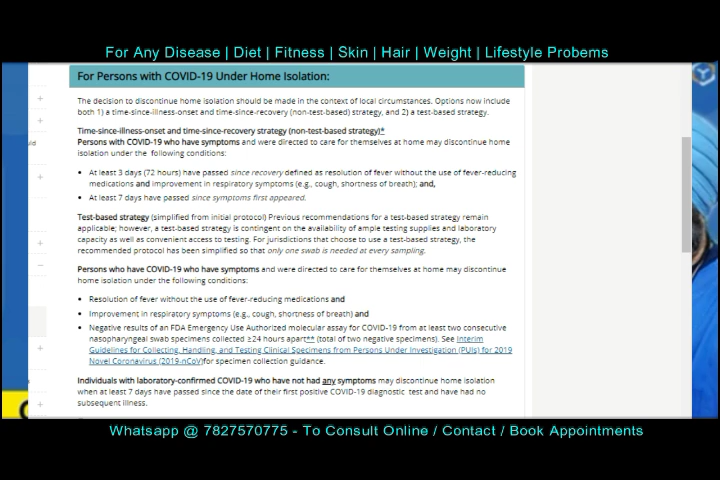 For Any Disease | Diet | Fitness | Skin | Hair | Weight | Lifestyle Probems
For Persons with COVID-19 Under Home Isolation:
The decision to discontinue home isolation should be made in the context of local circumstances. Options now include
both 1) a time-since-illness-onset and time-since-recovery (non-test-based) strategy, and 2) a test-based strategy.
Time-since-illness-onset and time-since-recovery strategy (non-test-based strategy)*
Persons with COVID-19 who have symptoms and were directed to care for themselves at home may discontinue home
isolation under the following conditions:
• At least 3 days (72 hours) have passed since recovery defined as resolution of fever without the use of fever-reducing
medications and improvement in respiratory symptoms (e.g., cough, shortness of breath); and,
• At least 7 days have passed since symptoms first appeared.
Test-based strategy (simplified from initial protocol) Previous recommendations for a test-based strategy remain
applicable; however, a test-based strategy is contingent on the availability of ample testing supplies and laboratory
capacity as well as convenient access to testing. For jurisdictions that choose to use a test-based strategy, the
recommended protocol has been simplified so that only one swab is needed at every sampling.
Persons who have COVID-19 who have symptoms and were directed to care for themselves at home may discontinue
home isolation under the following conditions:
• Resolution of fever without the use of fever-reducing medications and
• Improvement in respiratory symptoms (e.g., cough, shortness of breath) and
• Negative results of an FDA Emergency Use Authorized molecular assay for COVID-19 from at least two consecutive
nasopharyngeal swab specimens collected ≥24 hours apart** (total of two negative specimens). See Interim
Guidelines for Collecting, Handling, and Testing Clinical Specimens from Persons Under Investigation (PUIs) for 2019
Novel Coronavirus (2019-nCoV)for specimen collection guidance.
Individuals with laboratory-confirmed COVID-19 who have not had any symptoms may discontinue home isolation
when at least 7 days have passed since the date of their first positive COVID-19 diagnostic test and have had no
subsequent illness.
Whatsapp @ 7827570775 - To Consult Online / Contact / Book Appointments